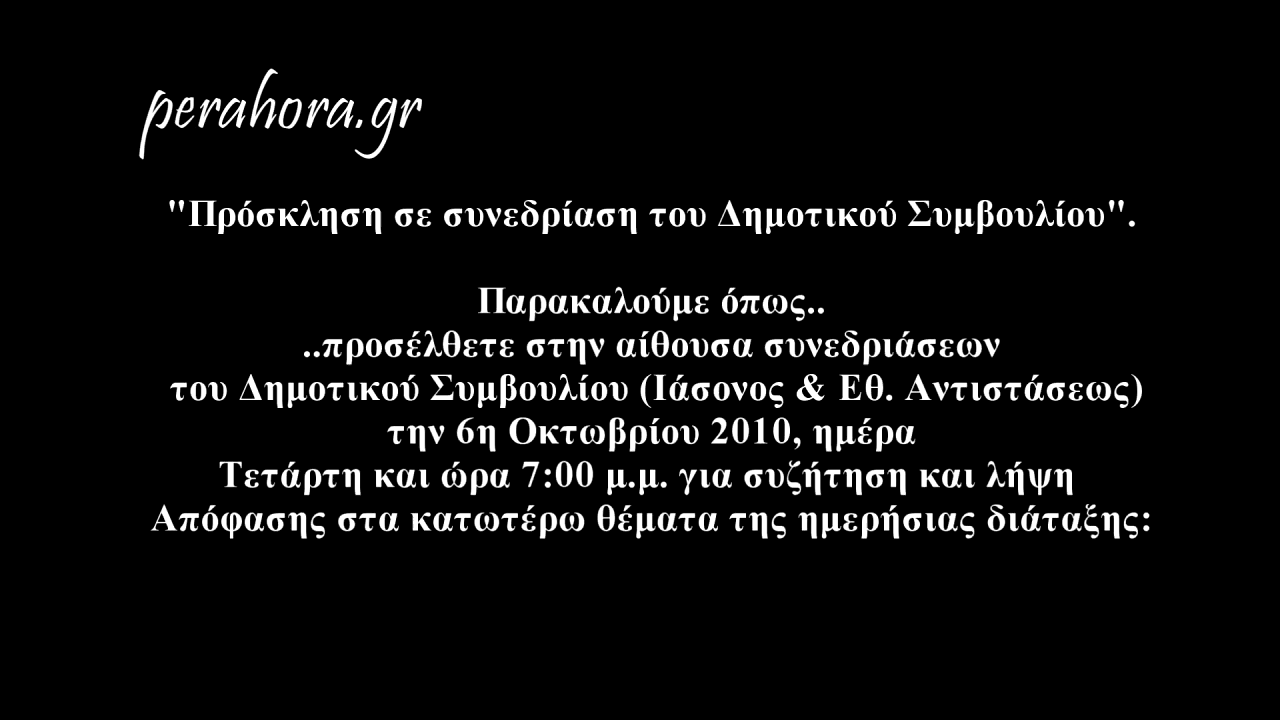 perahora.gr
"Πρόσκληση σε συνεδρίαση του Δημοτικού Συμβουλίου".
Παρακαλούμε όπως..
..προσέλθετε στην αίθουσα συνεδριάσεων
του Δημοτικού Συμβουλίου (Ιάσονος & Εθ. Αντιστάσεως)
την 6η Οκτωβρίου 2010, ημέρα
Τετάρτη και ώρα 7:00 μ.μ. για συζήτηση και λήψη
Απόφασης στα κατωτέρω θέματα της ημερήσιας διάταξης: